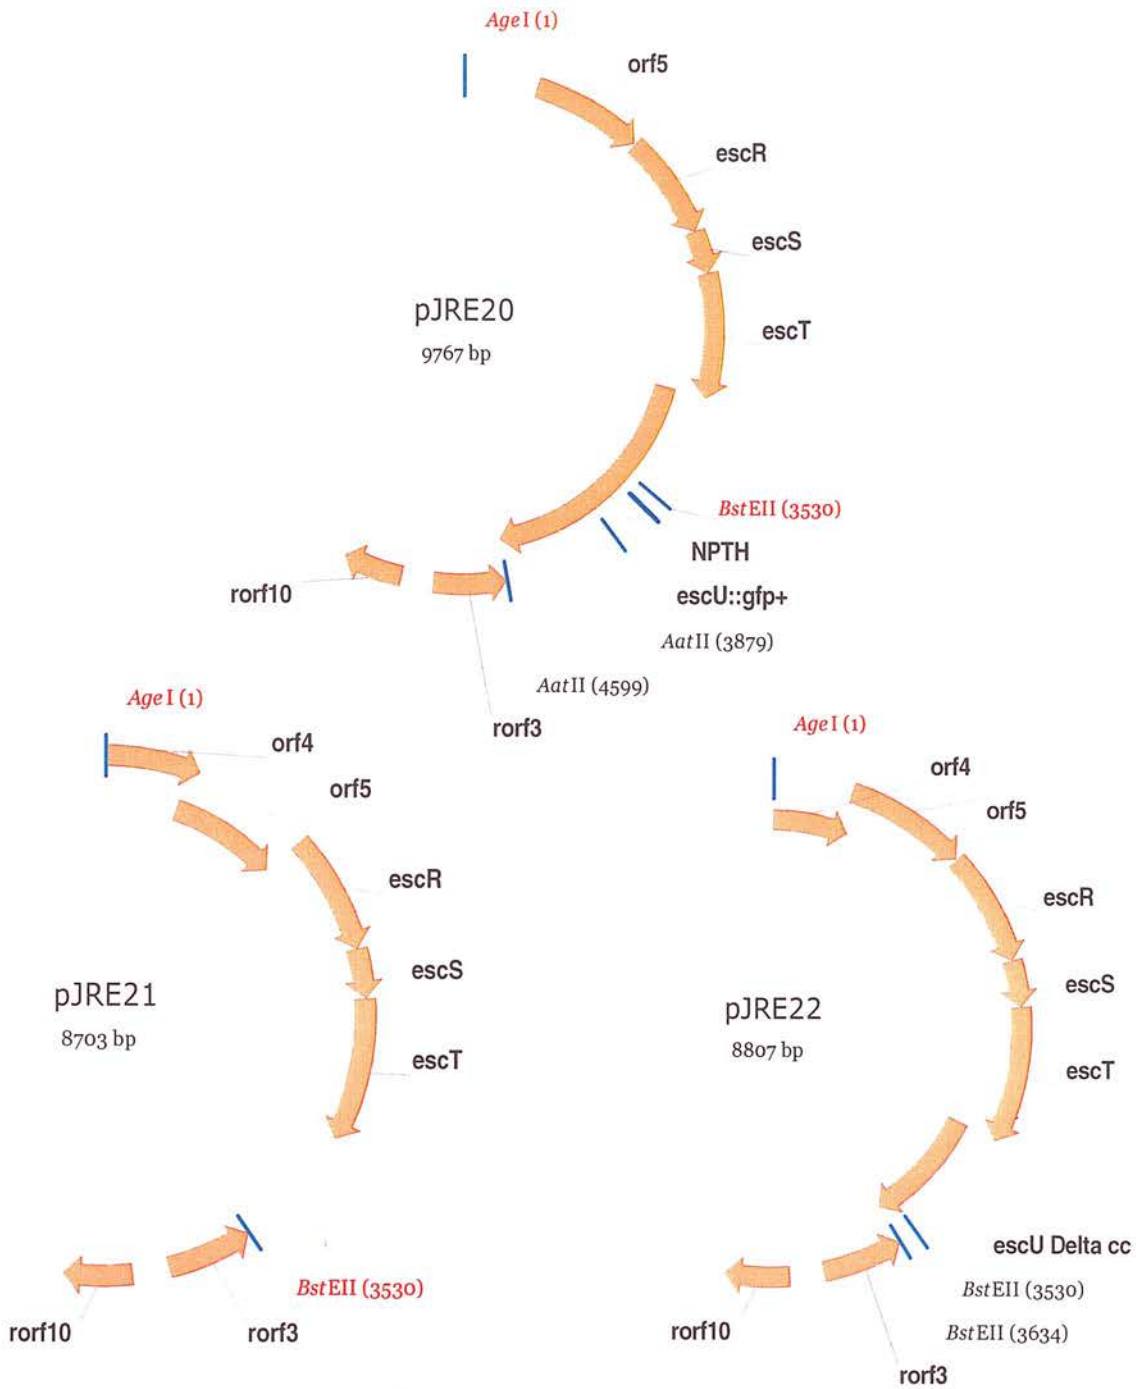 AgeI (1)
orf5
escR
escS
pJRE20
9767 bp
escT
BstEII (3530)
NPTH
escU::gfp+
AatII (3879)
AatII (4599)
rorf10
rorf3
AgeI (1)
orf4
orf5
escR
escS
pJRE21
8703 bp
escT
BstEII (3530)
rorf10
rorf3
AgeI (1)
orf4
orf5
escR
escS
pJRE22
8807 bp
escT
escU Delta cc
BstEII (3530)
BstEII (3634)
rorf10
rorf3